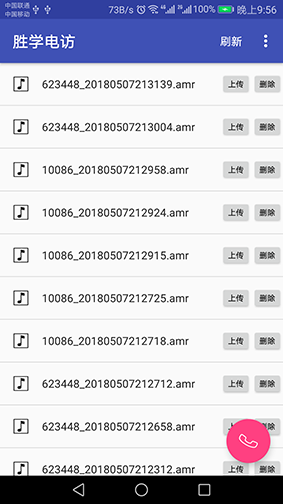 中国联通
中国移动
73B/s 4G 2G 100% 晚上9:56
胜学电访 刷新
623448_20180507213139.amr 上传 删除
623448_20180507213004.amr 上传 删除
10086_20180507212958.amr 上传 删除
10086_20180507212924.amr 上传 删除
10086_20180507212915.amr 上传 删除
10086_20180507212725.amr 上传 删除
10086_20180507212718.amr 上传 删除
623448_20180507212712.amr 上传 删除
623448_20180507212658.amr 上传 删除
623448_20180507212312.amr 上传 删除